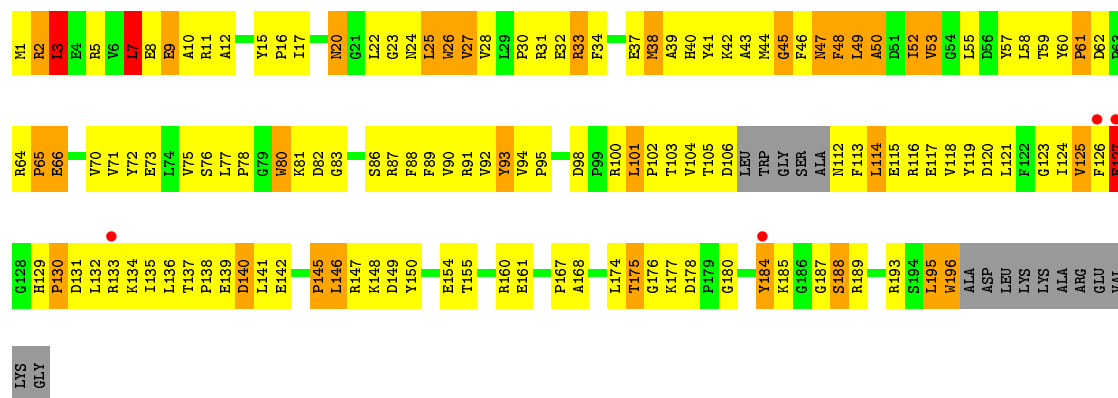 M1 R2 L3 E4 R5 V6 L7 E8 E9 A10 R11 A12 Y15 P16 I17 N20 G21 L22 G23 N24 L25 W26 V27 V28 L29 P30 R31 E32 R33 F34 E37 M38 A39 H40 Y41 K42 A43 M44 G45 F46 N47 F48 L49 A50 D51 I52 V53 G54 L55 D56 Y57 L58 T59 Y60 P61 D62 P63
R64 P65 E66 V70 V71 Y72 E73 L74 V75 S76 L77 P78 G79 W80 K81 D82 G83 S86 R87 F88 F89 V90 R91 V92 Y93 V94 P95 D98 P99 R100 L101 P102 T103 V104 T105 D106 LEU TRP GLY SER ALA N112 F113 L114 E115 R116 E117 V118 Y119 D120 L121 F122 G123 I124 V125 F126 E127
G128 H129 P130 D131 L132 R133 K134 I135 L136 T137 P138 E139 D140 L141 E142 P145 L146 R147 K148 D149 Y150 E154 T155 R160 E161 P167 A168 L174 T175 G176 K177 D178 P179 G180 Y184 K185 G186 G187 S188 R189 R193 S194 L195 W196 ALA ASP LEU LYS LYS ALA ARG GLU VAL
LYS GLY